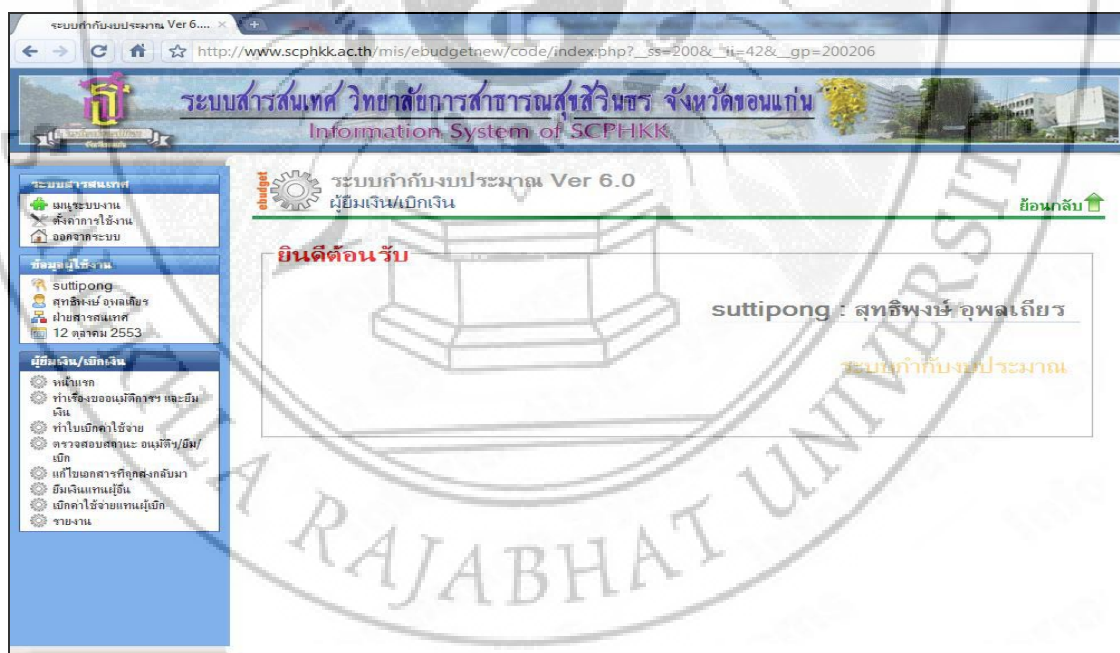 ระบบกำกับงบประมาณ Ver 6....
http://www.scphkk.ac.th/mis/ebudgetnew/code/index.php?__ss=200&_ii=42&_gp=200206
ระบบสารสนเทศ วิทยาลัยการสาธารณสุขสิรินธร จังหวัดขอนแก่น
Information System of SCPHKK
ระบบสารสนเทศ
เมนูระบบงาน
ตั้งค่าการใช้งาน
ออกจากระบบ
ข้อมูลผู้ใช้งาน
suttipong
สุทธิพงษ์ อุพลเถียร
ฝ่ายสารสนเทศ
12 ตุลาคม 2553
ผู้ยืมเงิน/เบิกเงิน
หน้าแรก
ทำเรื่องขออนุมัติการฯ และยืม
เงิน
ทำใบเบิกค่าใช้จ่าย
ตรวจสอบสถานะ อนุมัติฯ/ยืม/
เบิก
แก้ไขเอกสารที่ถูกส่งกลับมา
ยืมเงินแทนผู้อื่น
เบิกค่าใช้จ่ายแทนผู้เบิก
รายงาน
ebudget
ระบบกำกับงบประมาณ Ver 6.0
ผู้ยืมเงิน/เบิกเงิน
ย้อนกลับ
ยินดีต้อนรับ
suttipong : สุทธิพงษ์ อุพลเถียร
ระบบกำกับงบประมาณ
RAJABHAT UNIVERSIT